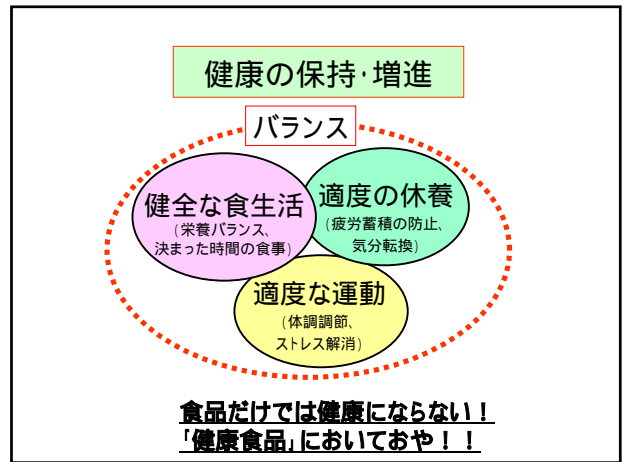 健康の保持・増進
バランス
健全な食生活
(栄養バランス、
決まった時間の食事)
適度の休養
(疲労蓄積の防止、
気分転換)
適度な運動
(体調調節、
ストレス解消)
食品だけでは健康にならない！
「健康食品」においておや！！